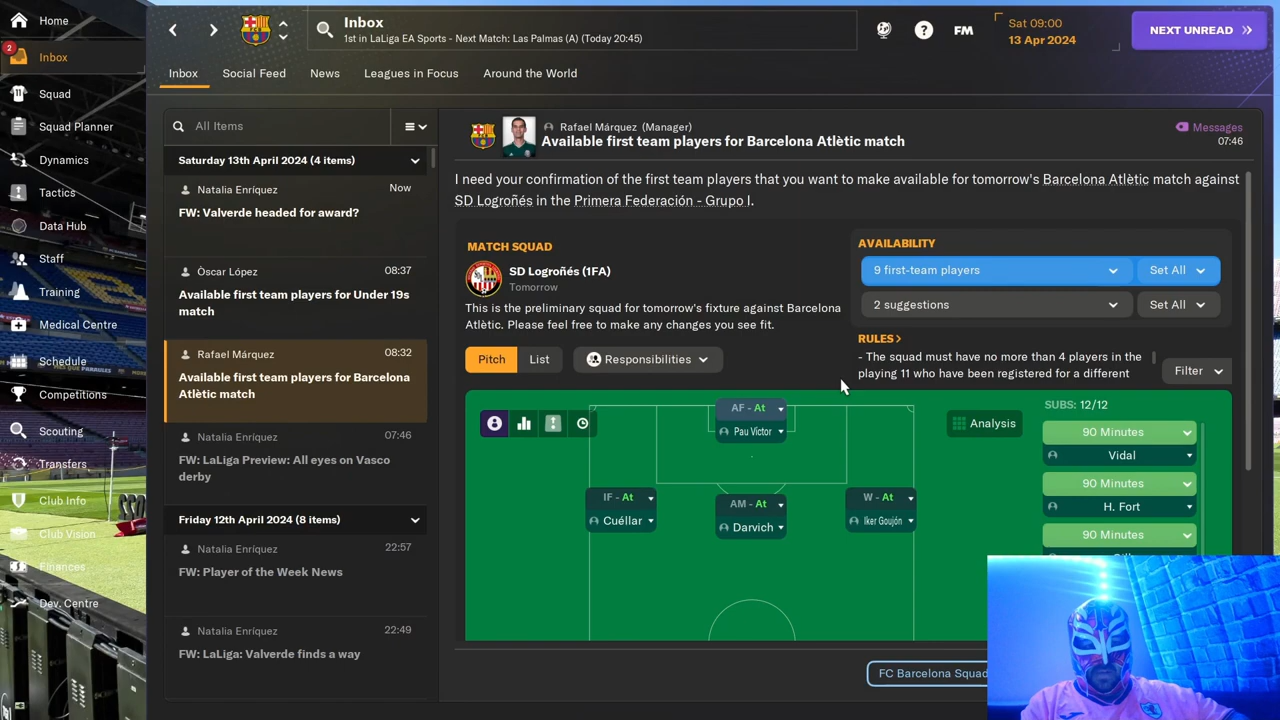 Home
2
Inbox
Squad
Squad Planner
Dynamics
Tactics
Data Hub
Staff
Training
Medical Centre
Schedule
Competitions
Scouting
Transfers
Club Info
Club Vision
Finances
Dev. Centre
Inbox
1st in LaLiga EA Sports - Next Match: Las Palmas (A) (Today 20:45)
?
FM
Sat 09:00
13 Apr 2024
NEXT UNREAD
Inbox
Social Feed
News
Leagues in Focus
Around the World
All Items
Saturday 13th April 2024 (4 items)
Natalia Enríquez
Now
FW: Valverde headed for award?
Òscar López
08:37
Available first team players for Under 19s
match
Rafael Márquez
08:32
Available first team players for Barcelona
Atlètic match
Natalia Enríquez
07:46
FW: LaLiga Preview: All eyes on Vasco
derby
Friday 12th April 2024 (8 items)
Natalia Enríquez
22:57
FW: Player of the Week News
Natalia Enríquez
22:49
FW: LaLiga: Valverde finds a way
Rafael Márquez (Manager)
Available first team players for Barcelona Atlètic match
Messages
07:46
I need your confirmation of the first team players that you want to make available for tomorrow's Barcelona Atlètic match against
SD Logroñés in the Primera Federación - Grupo I.
MATCH SQUAD
SD Logroñés (1FA)
Tomorrow
This is the preliminary squad for tomorrow's fixture against Barcelona
Atlètic. Please feel free to make any changes you see fit.
Pitch
List
Responsibilities
AVAILABILITY
9 first-team players
Set All
2 suggestions
Set All
RULES >
- The squad must have no more than 4 players in the
playing 11 who have been registered for a different
Filter
AF - At
Pau Víctor
IF - At
Cuéllar
AM - At
Darvich
W - At
Iker Goujón
Analysis
SUBS: 12/12
90 Minutes
Vidal
90 Minutes
H. Fort
90 Minutes
FC Barcelona Squad